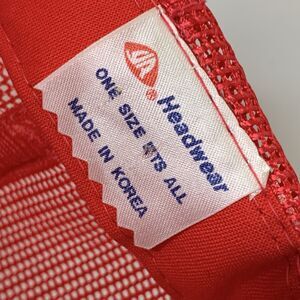 ® Headwear
ONE SIZE FITS ALL
MADE IN KOREA